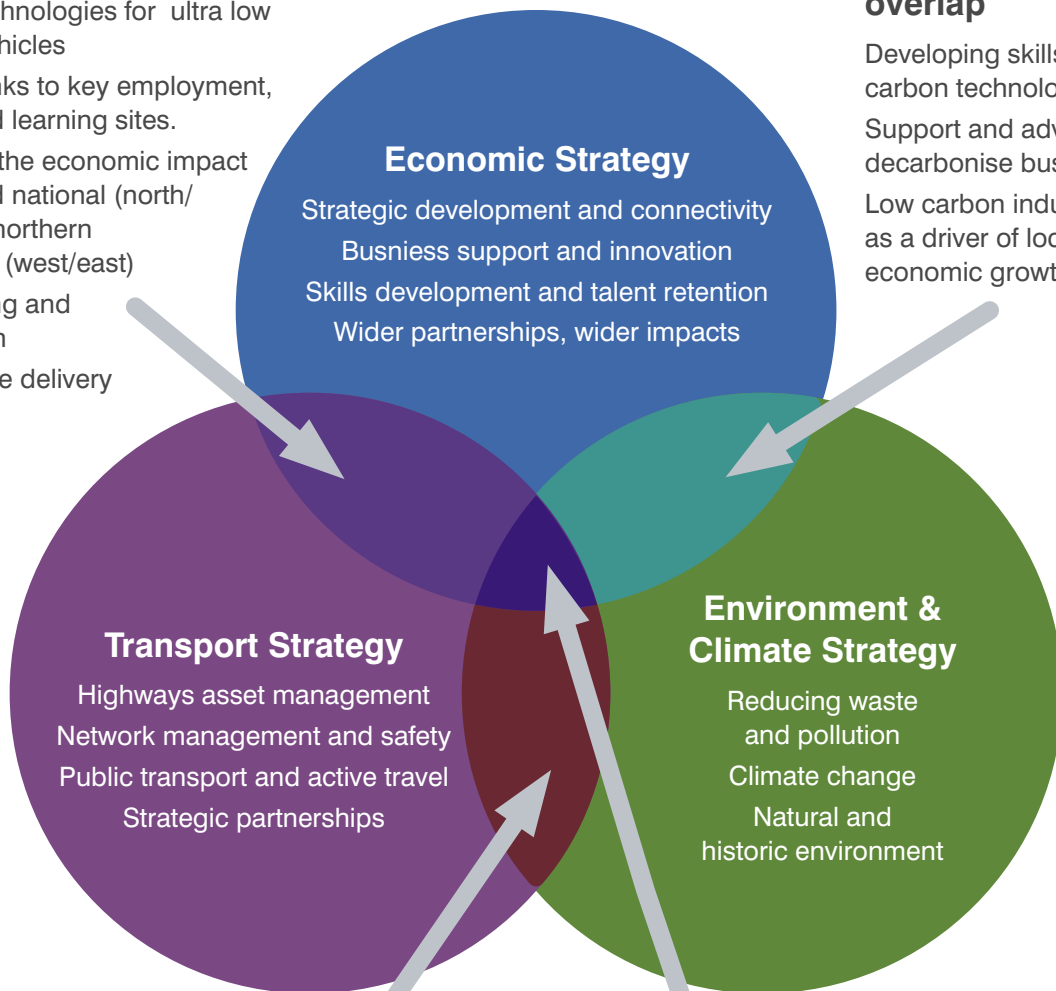 hnologies for ultra low
hicles
nks to key employment,
d learning sites.
the economic impact
d national (north/
northern
(west/east)
ng and
n
e delivery
overlap
Developing skills
carbon technolo
Support and adv
decarbonise bus
Low carbon indu
as a driver of loc
economic growt
Economic Strategy
Strategic development and connectivity
Busniess support and innovation
Skills development and talent retention
Wider partnerships, wider impacts
Transport Strategy
Highways asset management
Network management and safety
Public transport and active travel
Strategic partnerships
Environment &
Climate Strategy
Reducing waste
and pollution
Climate change
Natural and
historic environment